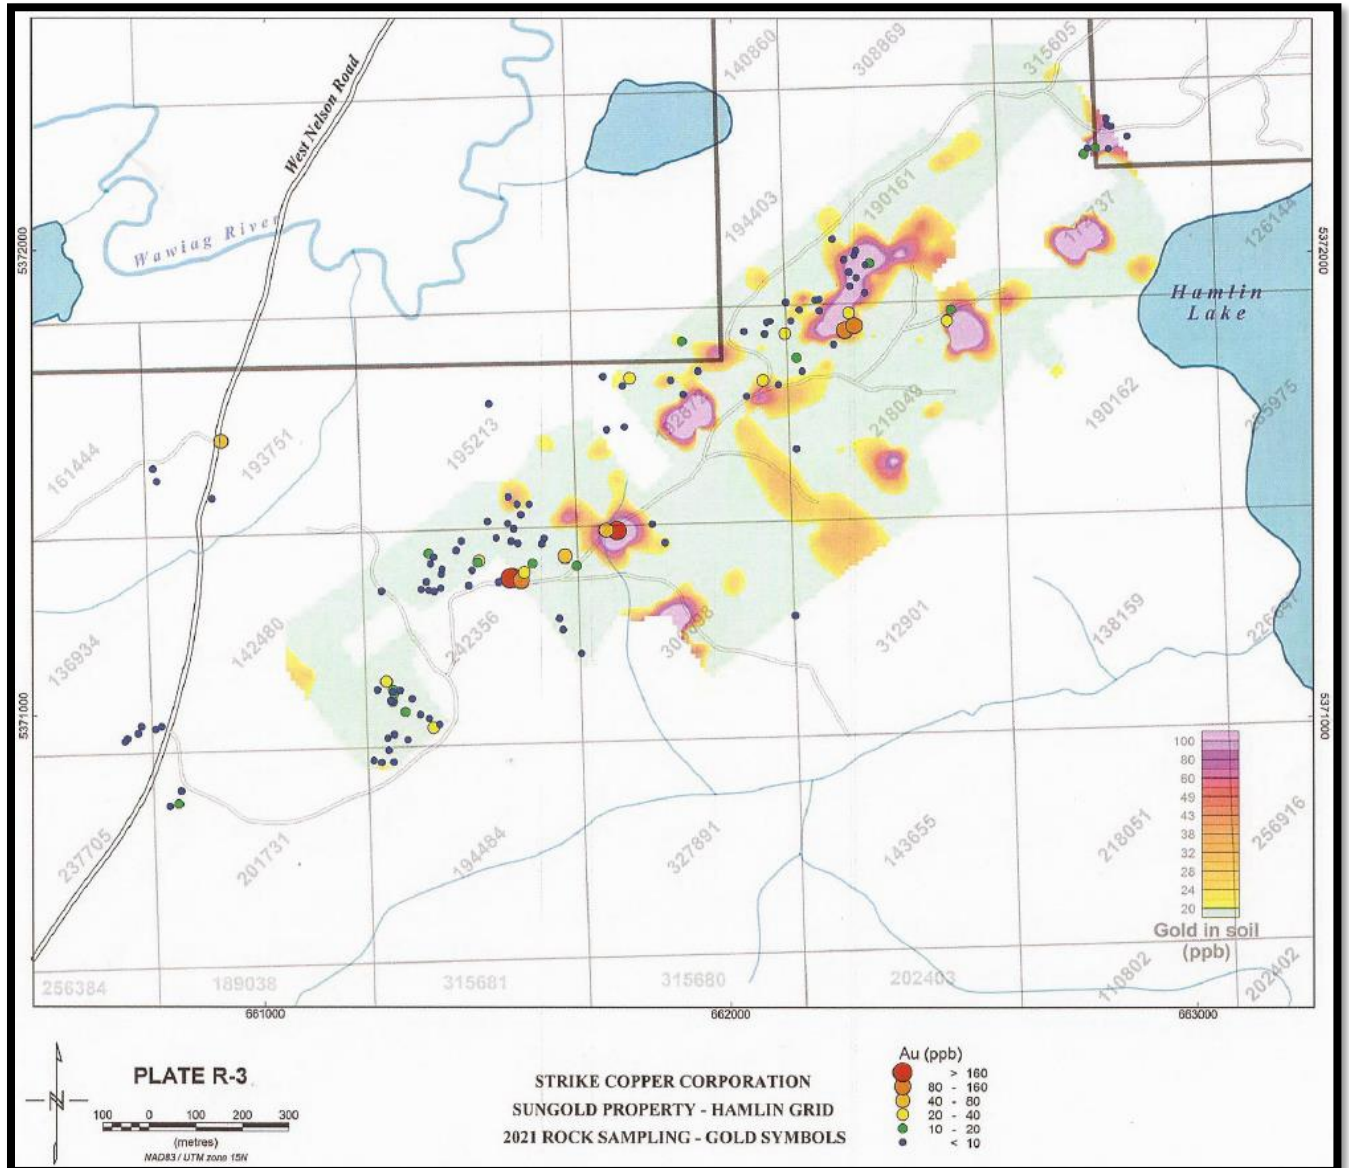 140860
308869
315605
West Nelson Road
Wawiag River
194403
190161
126144
5372000
5372000
Hamlin
Lake
161444
193751
195213
218049
190162
136934
142480
242356
312901
138159
5371000
5371000
100
80
60
49
43
38
32
28
24
20
Gold in soil
(ppb)
237705
201731
194484
327891
143655
218051
256916
256384
189038
315681
315680
202403
110802
202402
661000
662000
663000
N
PLATE R-3
100 0 100 200 300
(metres)
NAD83 / UTM zone 15N
STRIKE COPPER CORPORATION
SUNGOLD PROPERTY - HAMLIN GRID
2021 ROCK SAMPLING - GOLD SYMBOLS
Au (ppb)
> 160
80 - 160
40 - 80
20 - 40
10 - 20
< 10